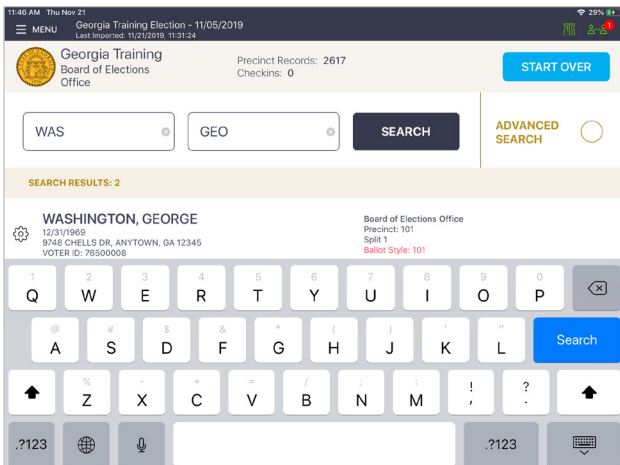 11:46 AM Thu Nov 21
29%
MENU
Georgia Training Election - 11/05/2019
Last Imported: 11/21/2019, 11:31:24
1
Georgia Training
Board of Elections
Office
Precinct Records: 2617
Checkins: 0
START OVER
WAS
GEO
SEARCH
ADVANCED
SEARCH
SEARCH RESULTS: 2
WASHINGTON, GEORGE
12/31/1969
9748 CHELLS DR, ANYTOWN, GA 12345
VOTER ID: 76500008
Board of Elections Office
Precinct: 101
Split 1
Ballot Style: 101
1 2 3 4 5 6 7 8 9 0
Q W E R T Y U I O P
@ # $ & * ( ) ' "
A S D F G H J K L Search
% - + = / ; : ! ?
Z X C V B N M , .
.?123 .?123